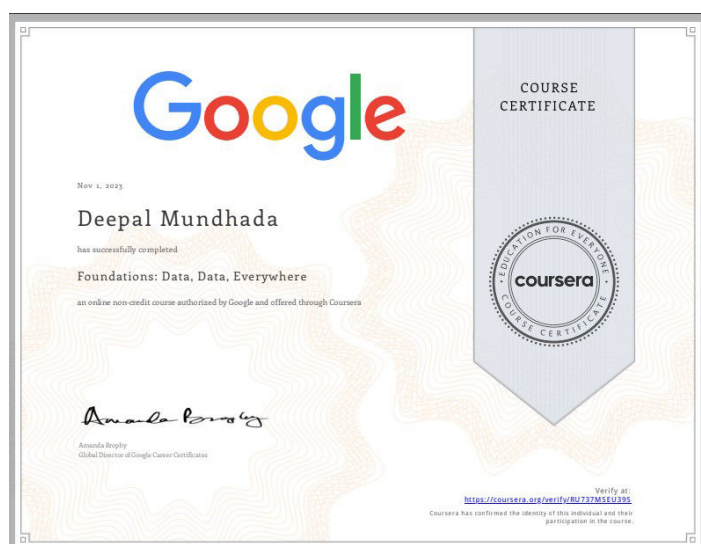 Google
COURSE
CERTIFICATE
Nov 1, 2023
Deepal Mundhada
has successfully completed
Foundations: Data, Data, Everywhere
an online non-credit course authorized by Google and offered through Coursera
EDUCATION FOR EVERYONE
coursera
COURSE CERTIFICATE
Amanda Brophy
Amanda Brophy
Global Director of Google Career Certificates
Verify at:
https://coursera.org/verify/RU737M5EU39S
Coursera has confirmed the identity of this individual and their
participation in the course.